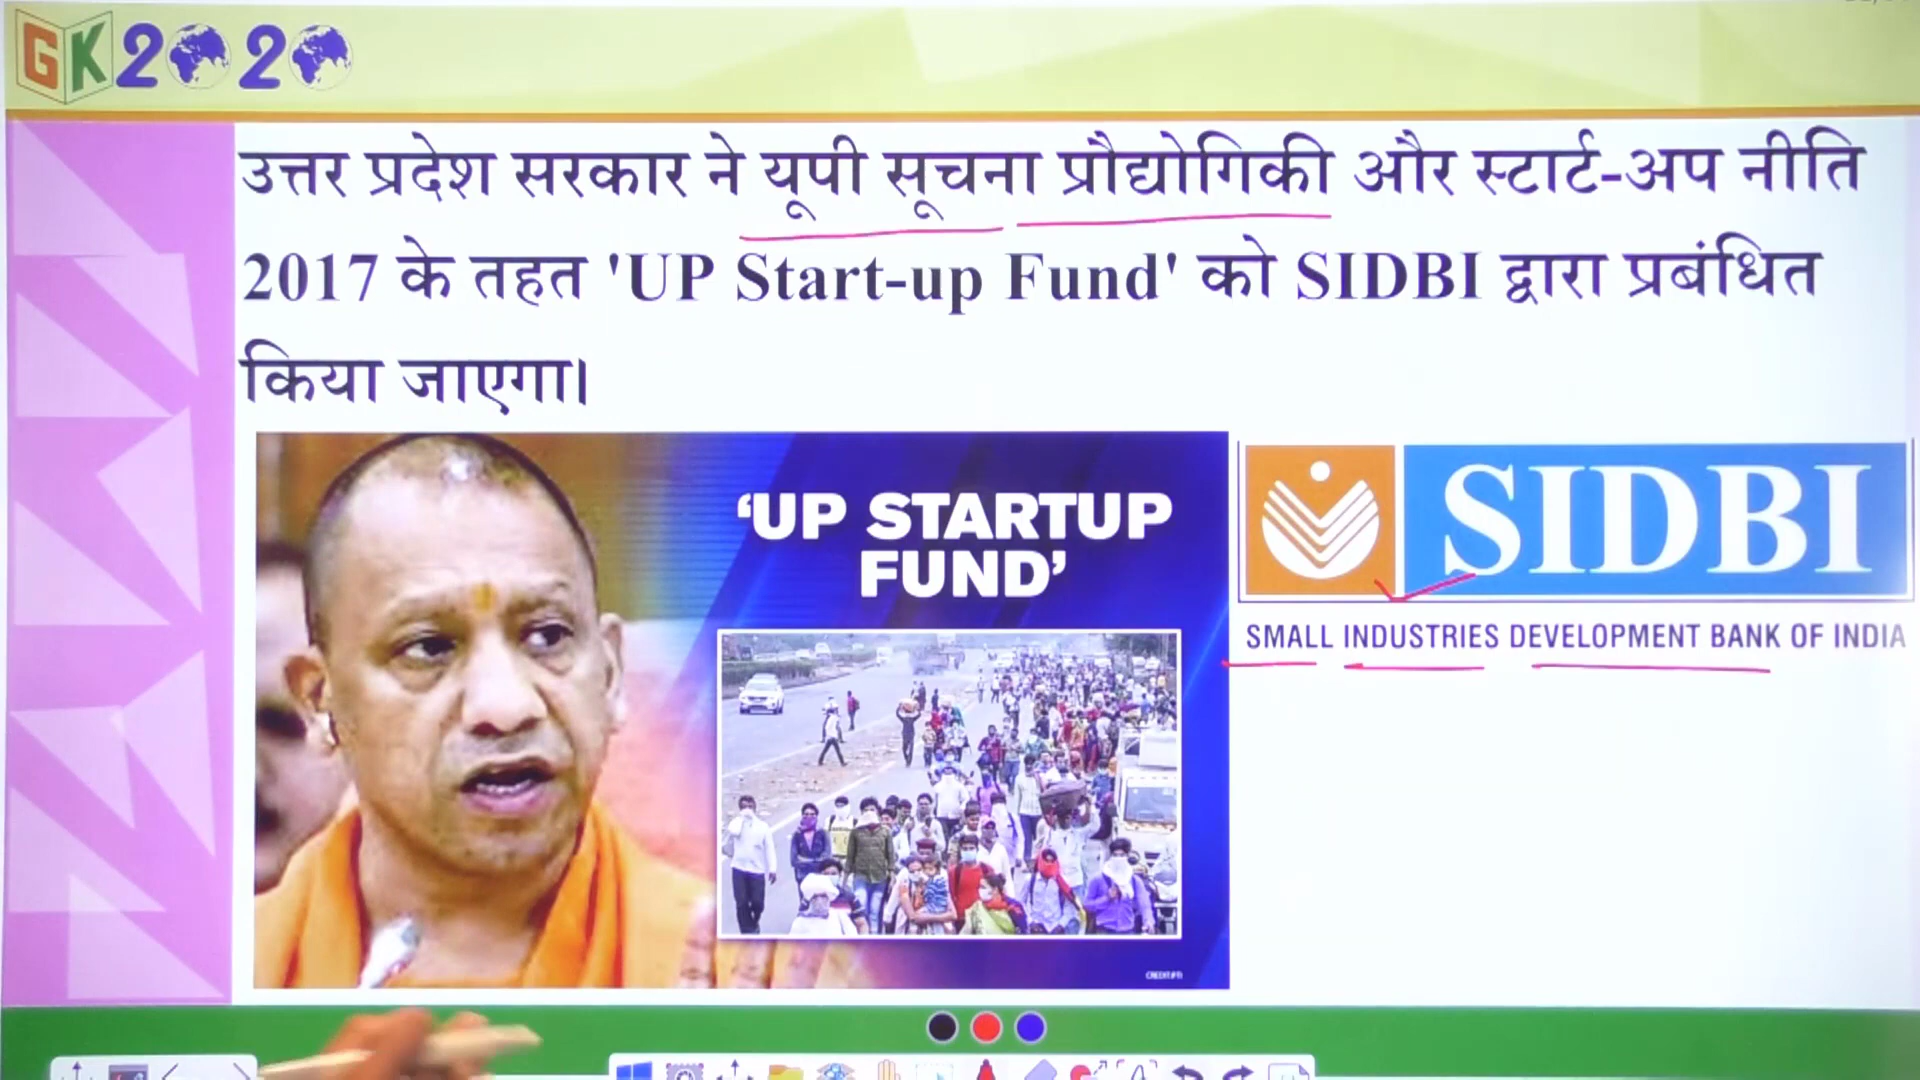 GK2020
उत्तर प्रदेश सरकार ने यूपी सूचना प्रौद्योगिकी और स्टार्ट-अप नीति
2017 के तहत 'UP Start-up Fund' को SIDBI द्वारा प्रबंधित
किया जाएगा।
‘UP STARTUP
FUND’
SIDBI
SMALL INDUSTRIES DEVELOPMENT BANK OF INDIA